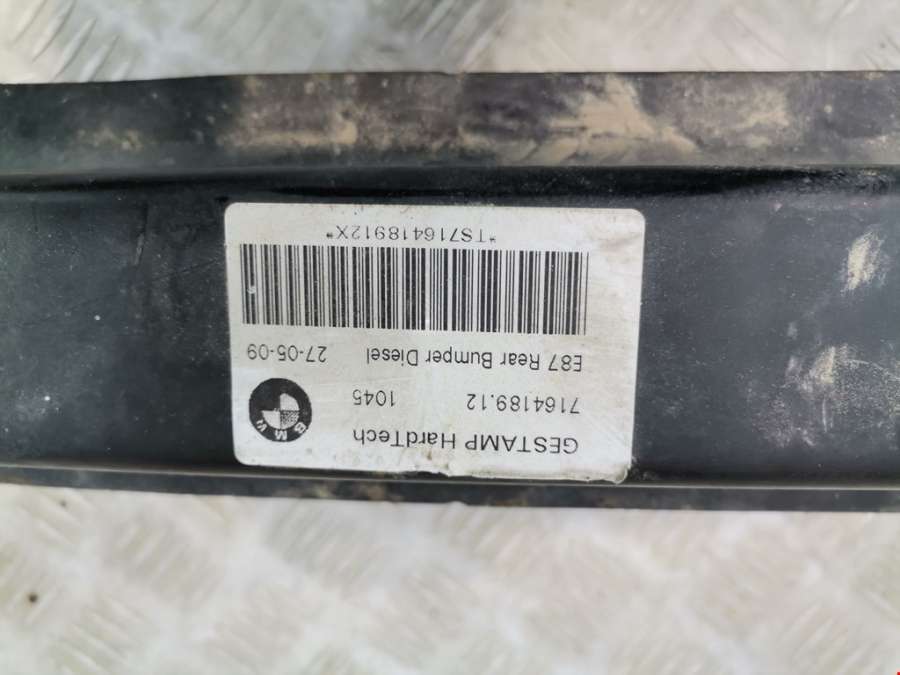 GESTAMP HardTech
7164189.12 1045
BMW
E87 Rear Bumper Diesel 27-05-09
*TS716418912X*